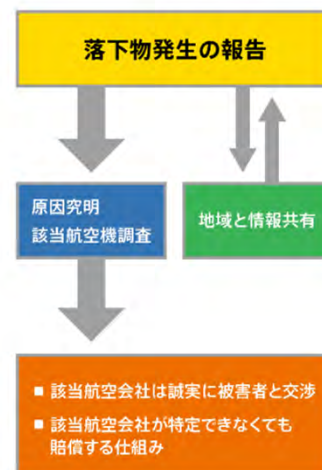 落下物発生の報告
原因究明
該当航空機調査
地域と情報共有
■ 該当航空会社は誠実に被害者と交渉
■ 該当航空会社が特定できなくても
賠償する仕組み